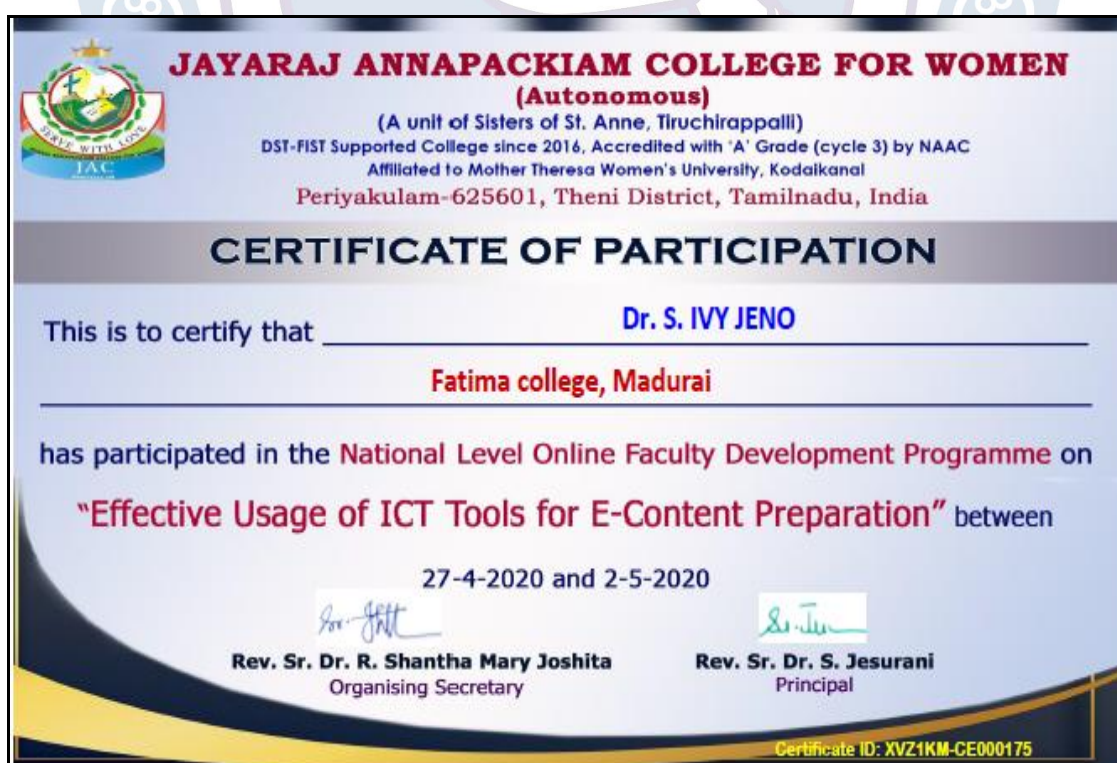 JAYARAJ ANNAPACKIAM COLLEGE FOR WOMEN
(Autonomous)
(A unit of Sisters of St. Anne, Tiruchirappalli)
DST-FIST Supported Colllege since 2016, Accredited with 'A' Grade (cycle 3) by NAAC
Affiliated to Mother Theresa Women's University, Kodaikanal
Periyakulam-625601, Theni District, Tamilnadu, India
SERVE WITH LOVE
JAC
CERTIFICATE OF PARTICIPATION
This is to certify that Dr. S. IVY JENO
Fatima college, Madurai
has participated in the National Level Online Faculty Development Programme on
"Effective Usage of ICT Tools for E-Content Preparation" between
27-4-2020 and 2-5-2020
Rev. Sr. Dr. R. Shantha Mary Joshita
Organising Secretary
Rev. Sr. Dr. S. Jesurani
Principal
Certificate ID: XVZ1KM-CE000175